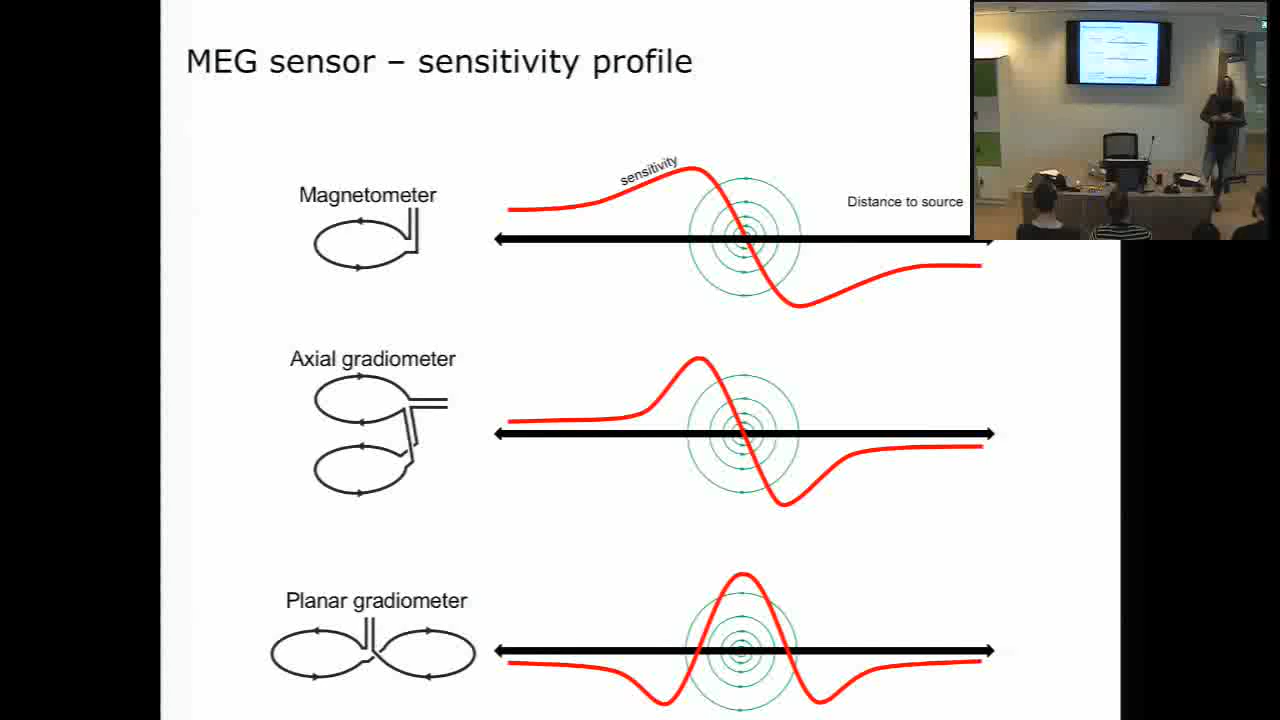 MEG sensor – sensitivity profile
sensitivity
Magnetometer
Distance to source
Axial gradiometer
Planar gradiometer